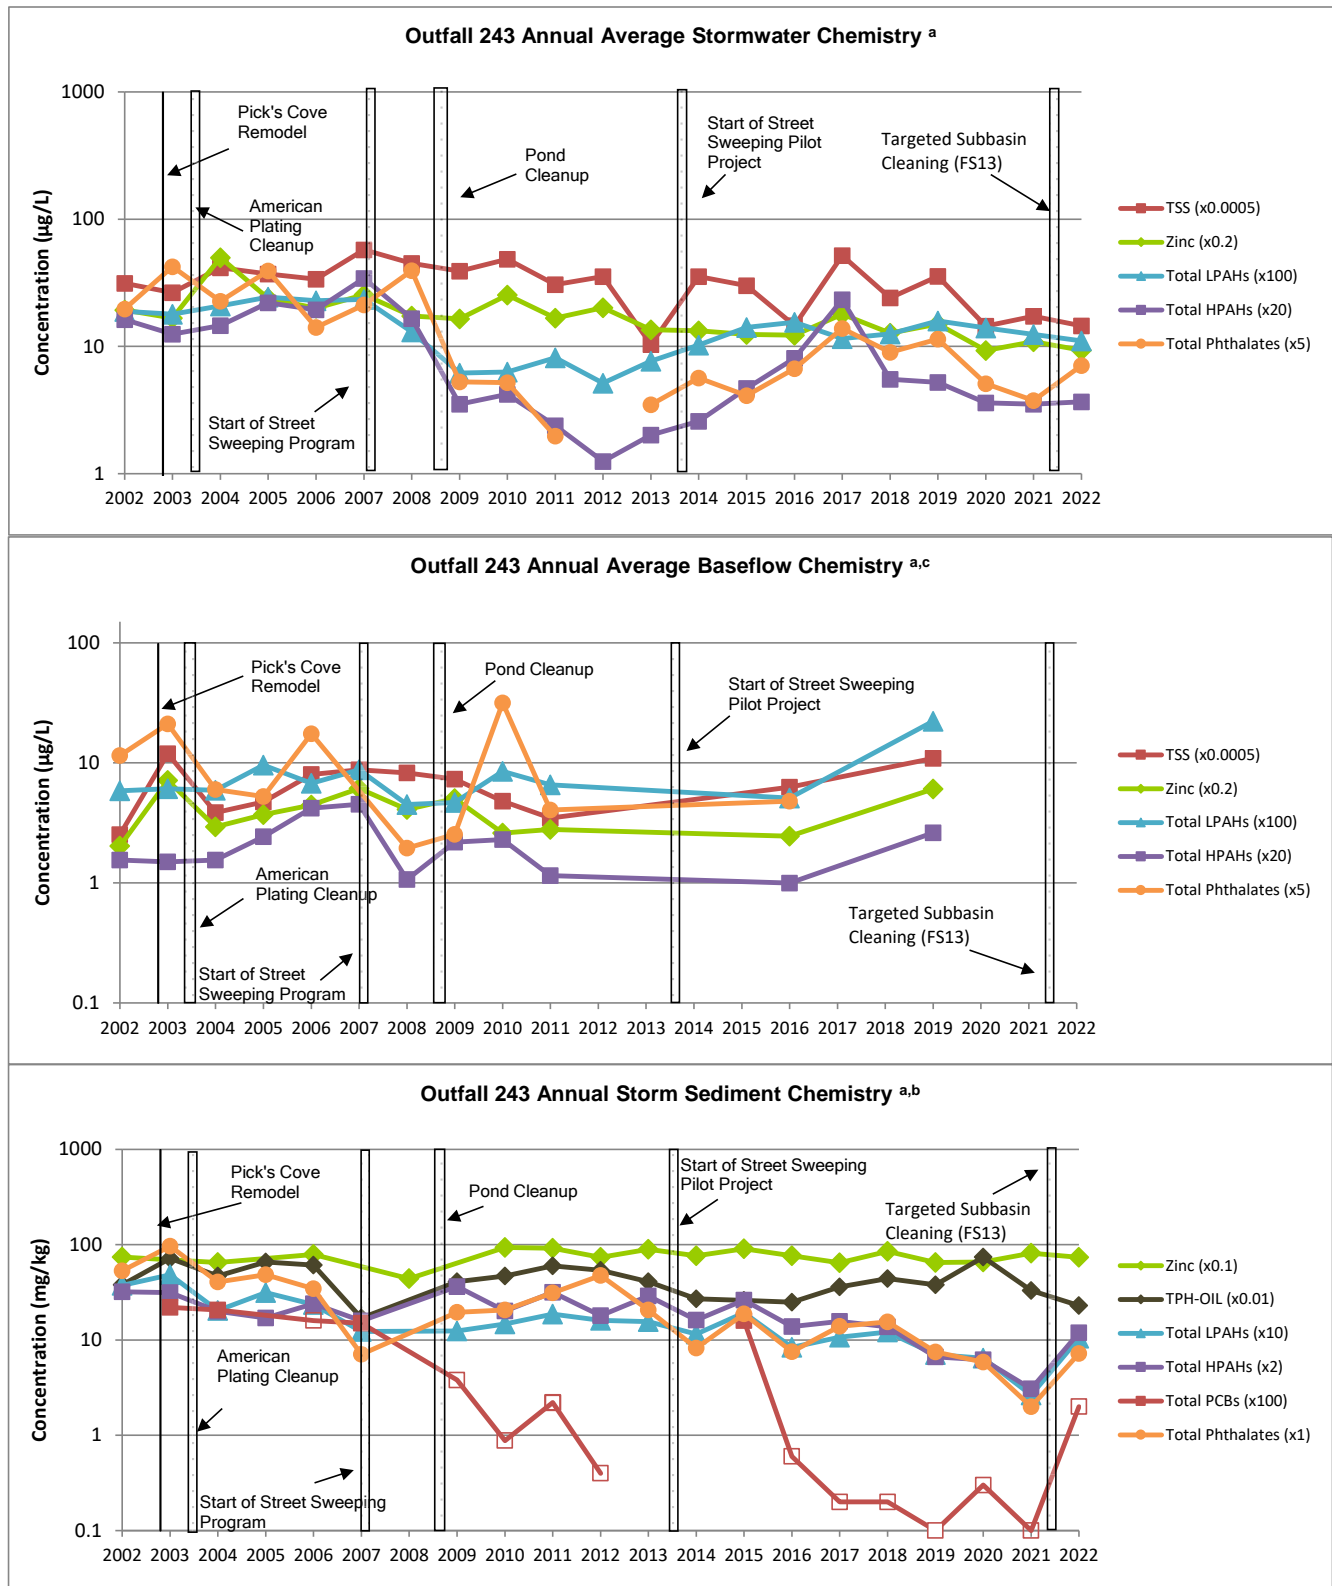 Outfall 243 Annual Average Stormwater Chemistry a
Concentration (µg/L)
1000
100
10
1
Pick's Cove
Remodel
American
Plating
Cleanup
Start of Street
Sweeping Program
Pond
Cleanup
Start of Street
Sweeping Pilot
Project
Targeted Subbasin
Cleaning (FS13)
2002 2003 2004 2005 2006 2007 2008 2009 2010 2011 2012 2013 2014 2015 2016 2017 2018 2019 2020 2021 2022
TSS (x0.0005)
Zinc (x0.2)
Total LPAHs (x100)
Total HPAHs (x20)
Total Phthalates (x5)
Outfall 243 Annual Average Baseflow Chemistry a,c
Concentration (µg/L)
100
10
1
0.1
Pick's Cove
Remodel
American
Plating Cleanup
Start of Street
Sweeping Program
Pond Cleanup
Start of Street Sweeping
Pilot Project
Targeted Subbasin
Cleaning (FS13)
2002 2003 2004 2005 2006 2007 2008 2009 2010 2011 2012 2013 2014 2015 2016 2017 2018 2019 2020 2021 2022
TSS (x0.0005)
Zinc (x0.2)
Total LPAHs (x100)
Total HPAHs (x20)
Total Phthalates (x5)
Outfall 243 Annual Storm Sediment Chemistry a,b
Concentration (mg/kg)
1000
100
10
1
0.1
Pick's Cove
Remodel
American
Plating Cleanup
Start of Street Sweeping
Program
Pond Cleanup
Start of Street Sweeping
Pilot Project
Targeted Subbasin
Cleaning (FS13)
2002 2003 2004 2005 2006 2007 2008 2009 2010 2011 2012 2013 2014 2015 2016 2017 2018 2019 2020 2021 2022
Zinc (x0.1)
TPH-OIL (x0.01)
Total LPAHs (x10)
Total HPAHs (x2)
Total PCBs (x100)
Total Phthalates (x1)